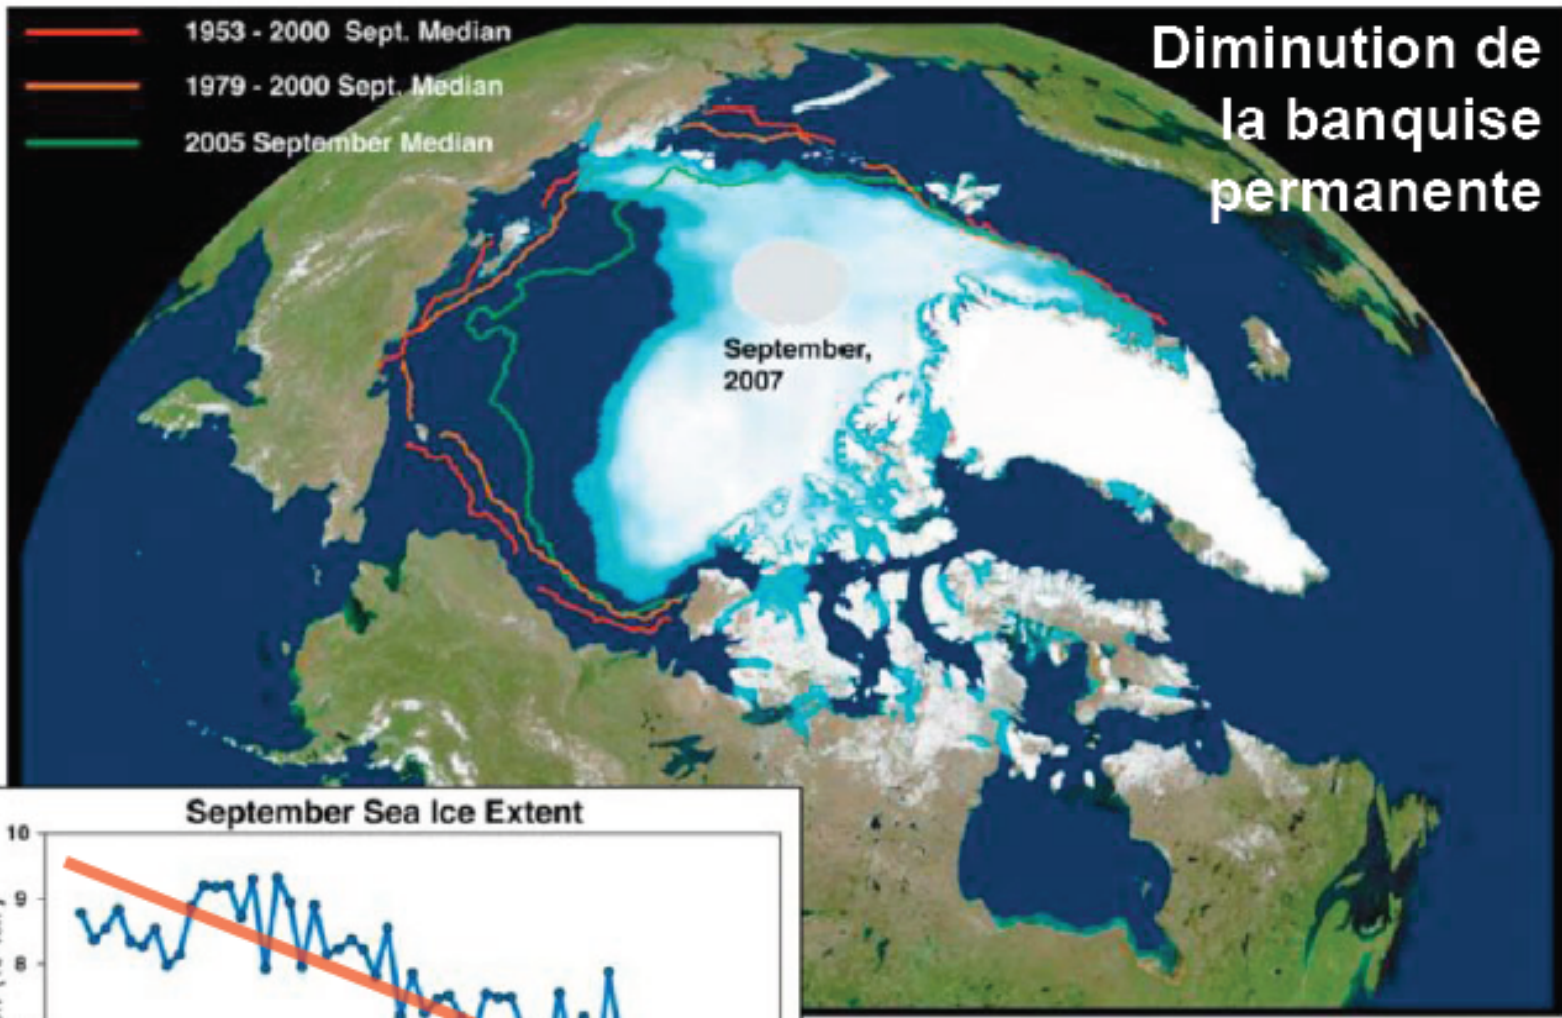 1953 - 2000 Sept. Median
1979 - 2000 Sept. Median
2005 September Median
Diminution de
la banquise
permanente
September,
2007
September Sea Ice Extent
10
9
8